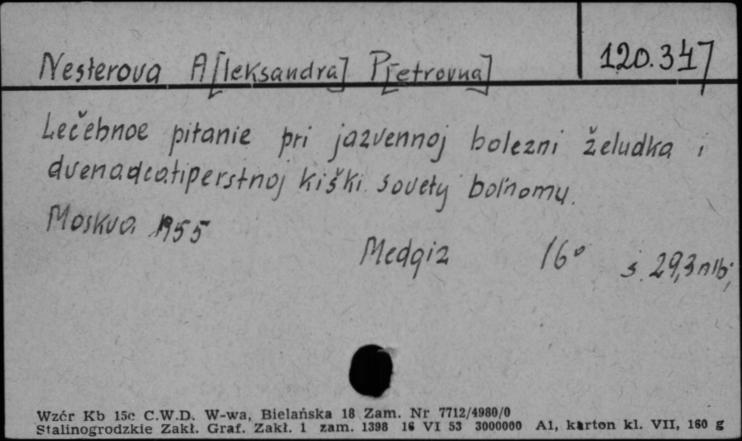 Nesterova A[leksandra] P[etrovna] 120.347
Lečebnoe pitanie pri jazvennoj bolezni želudka i
dvenadcatiperstnoj kiški. Sovety bol'nomu.
Moskva 1955
Medgiz 16° s. 29,3nlb;
Wzór Kb 15c C.W.D. W-wa, Bielańska 18 Zam. Nr 7712/4980/0
Stalinogrodzkie Zakł. Graf. Zakł. 1 zam. 1398 16 VI 53 3000000 A1, karton kl. VII, 160 g